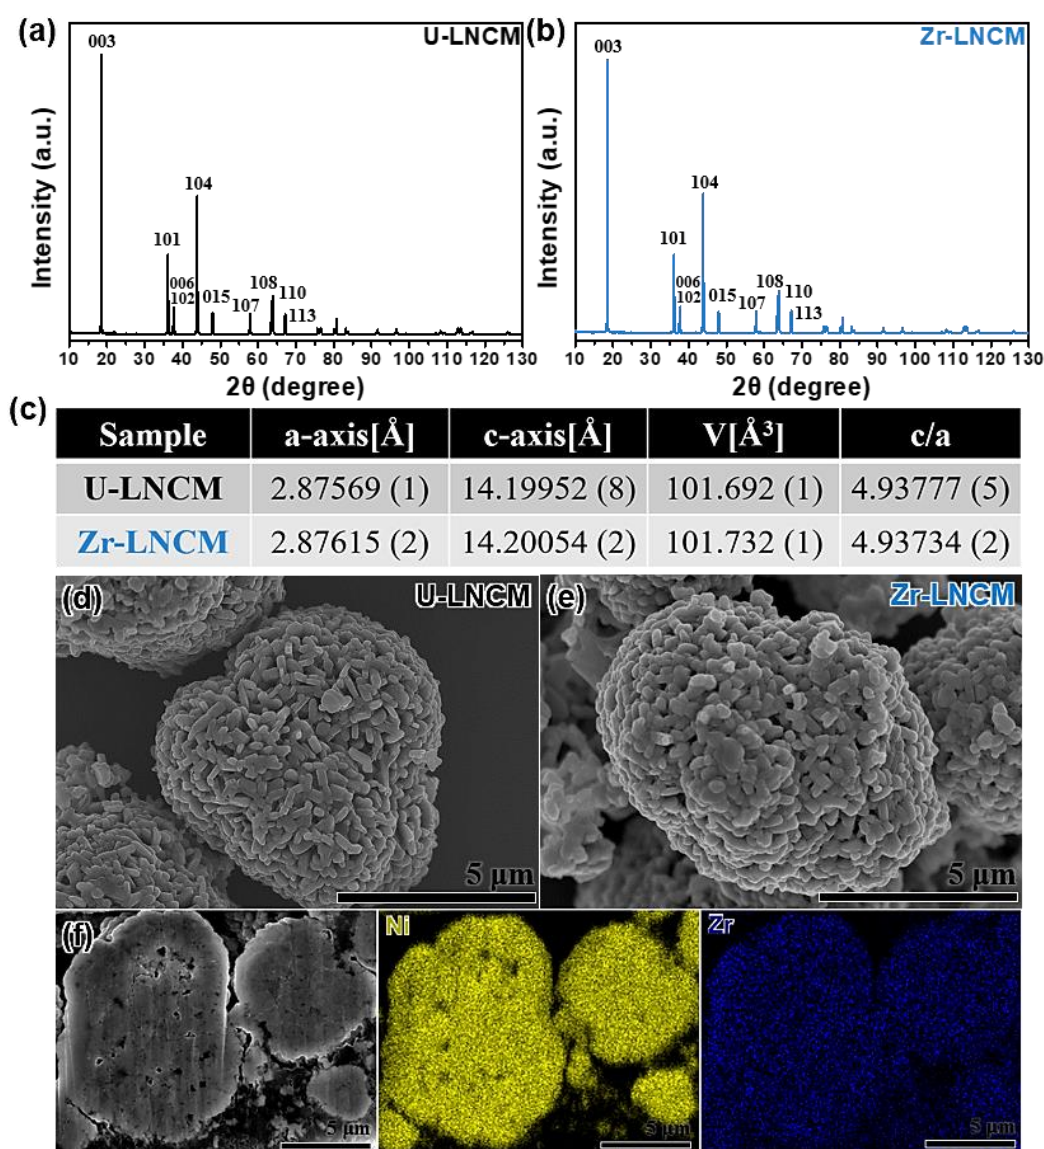 (a)
U-LNCM
003
104
101
006
102
015
107
108
110
113
Intensity (a.u.)
10 20 30 40 50 60 70 80 90 100 110 120 130
2θ (degree)
(b)
Zr-LNCM
003
104
101
006
102
015
107
108
110
113
Intensity (a.u.)
10 20 30 40 50 60 70 80 90 100 110 120 130
2θ (degree)
(c)
Sample a-axis[Å] c-axis[Å] V[Å³] c/a
U-LNCM 2.87569 (1) 14.19952 (8) 101.692 (1) 4.93777 (5)
Zr-LNCM 2.87615 (2) 14.20054 (2) 101.732 (1) 4.93734 (2)
(d)
U-LNCM
5 μm
(e)
Zr-LNCM
5 μm
(f)
5 μm
Ni
5 μm
Zr
5 μm